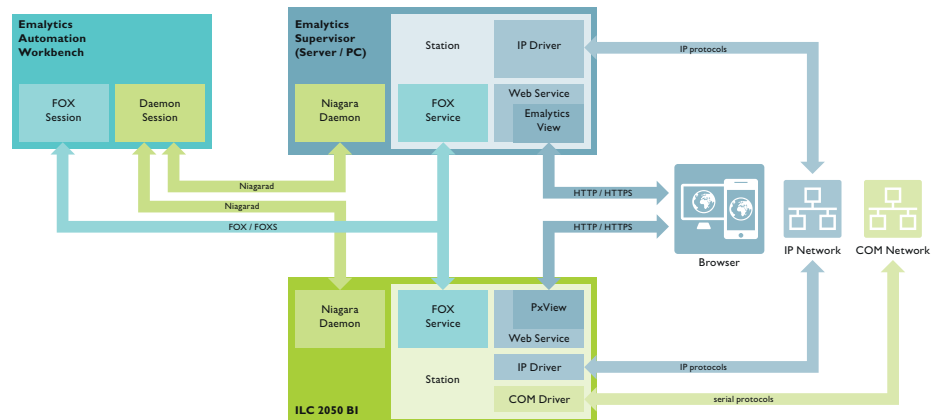 Emalytics
Automation
Workbench
FOX
Session
Daemon
Session
Emalytics
Supervisor
(Server / PC)
Station
IP Driver
Niagara
Daemon
FOX
Service
Web Service
Emalytics
View
IP protocols
Niagarad
Niagarad
FOX / FOXS
HTTP / HTTPS
HTTP / HTTPS
Browser
IP Network
COM Network
Niagara
Daemon
FOX
Service
PxView
Web Service
Station
IP Driver
COM Driver
IP protocols
serial protocols
ILC 2050 BI